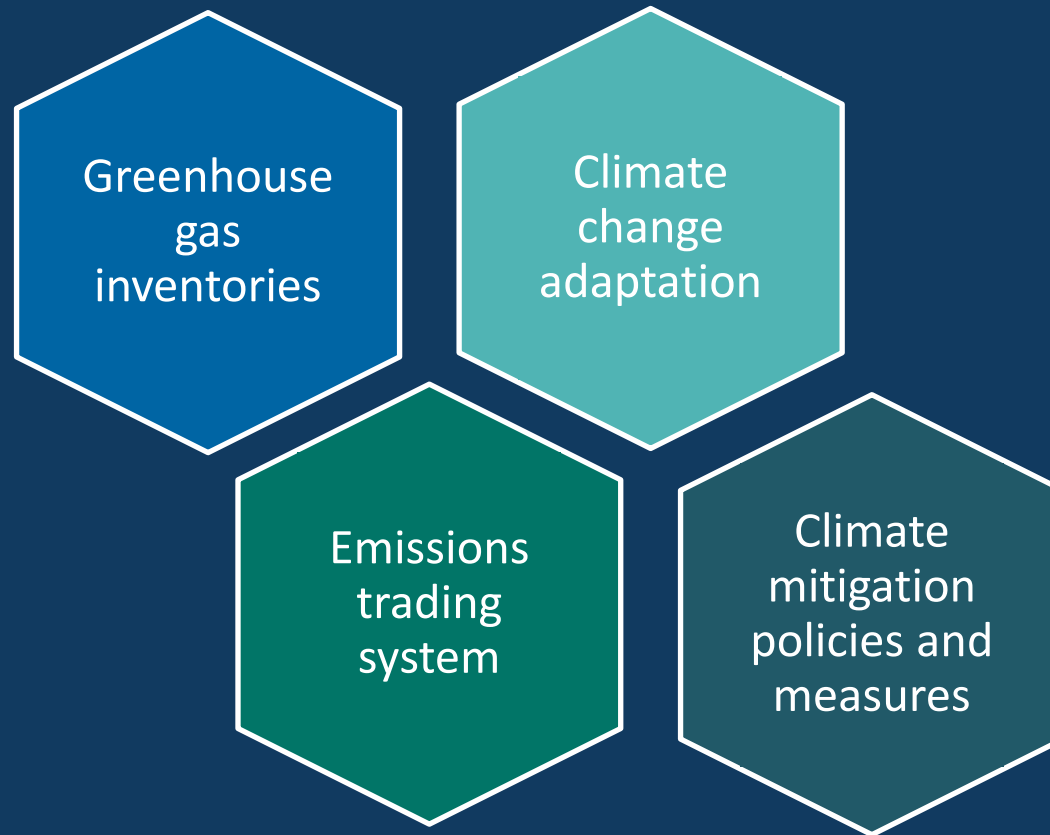 Greenhouse
gas
inventories
Climate
change
adaptation
Emissions
trading
system
Climate
mitigation
policies and
measures